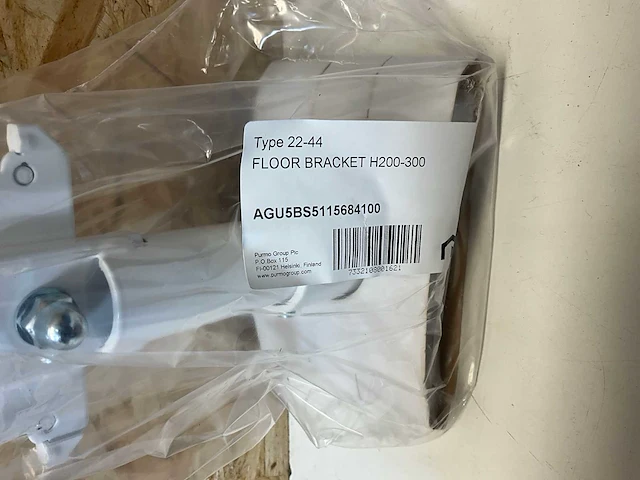 Type 22-44
FLOOR BRACKET H200-300
AGU5BS5115684100
Purmo Group Plc
P.O.Box 115
FI-00121 Helsinki, Finland
www.purmogroup.com
7332108001621